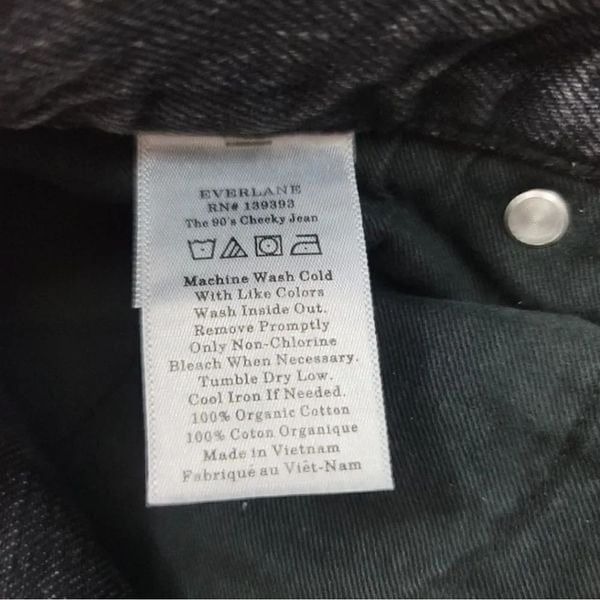 EVERLANE
RN# 139393
The 90's Cheeky Jean
Machine Wash Cold
With Like Colors
Wash Inside Out.
Remove Promptly
Only Non-Chlorine
Bleach When Necessary.
Tumble Dry Low.
Cool Iron If Needed.
100% Organic Cotton
100% Coton Organique
Made in Vietnam
Fabriqué au Viêt-Nam